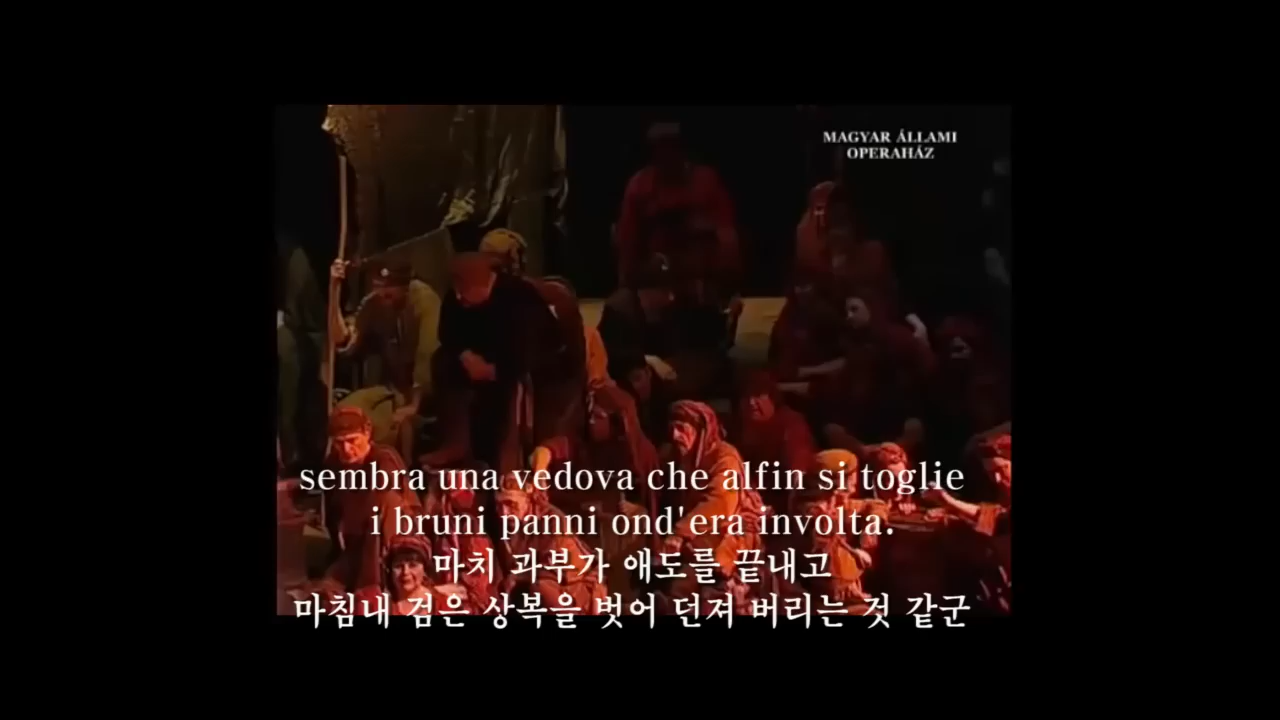 MAGYAR ÁLLAMI
OPERAHÁZ
sembra una vedova che alfin si toglie
i bruni panni ond'era involta.
마치 과부가 애도를 끝내고
마침내 검은 상복을 벗어 던져 버리는 것 같군